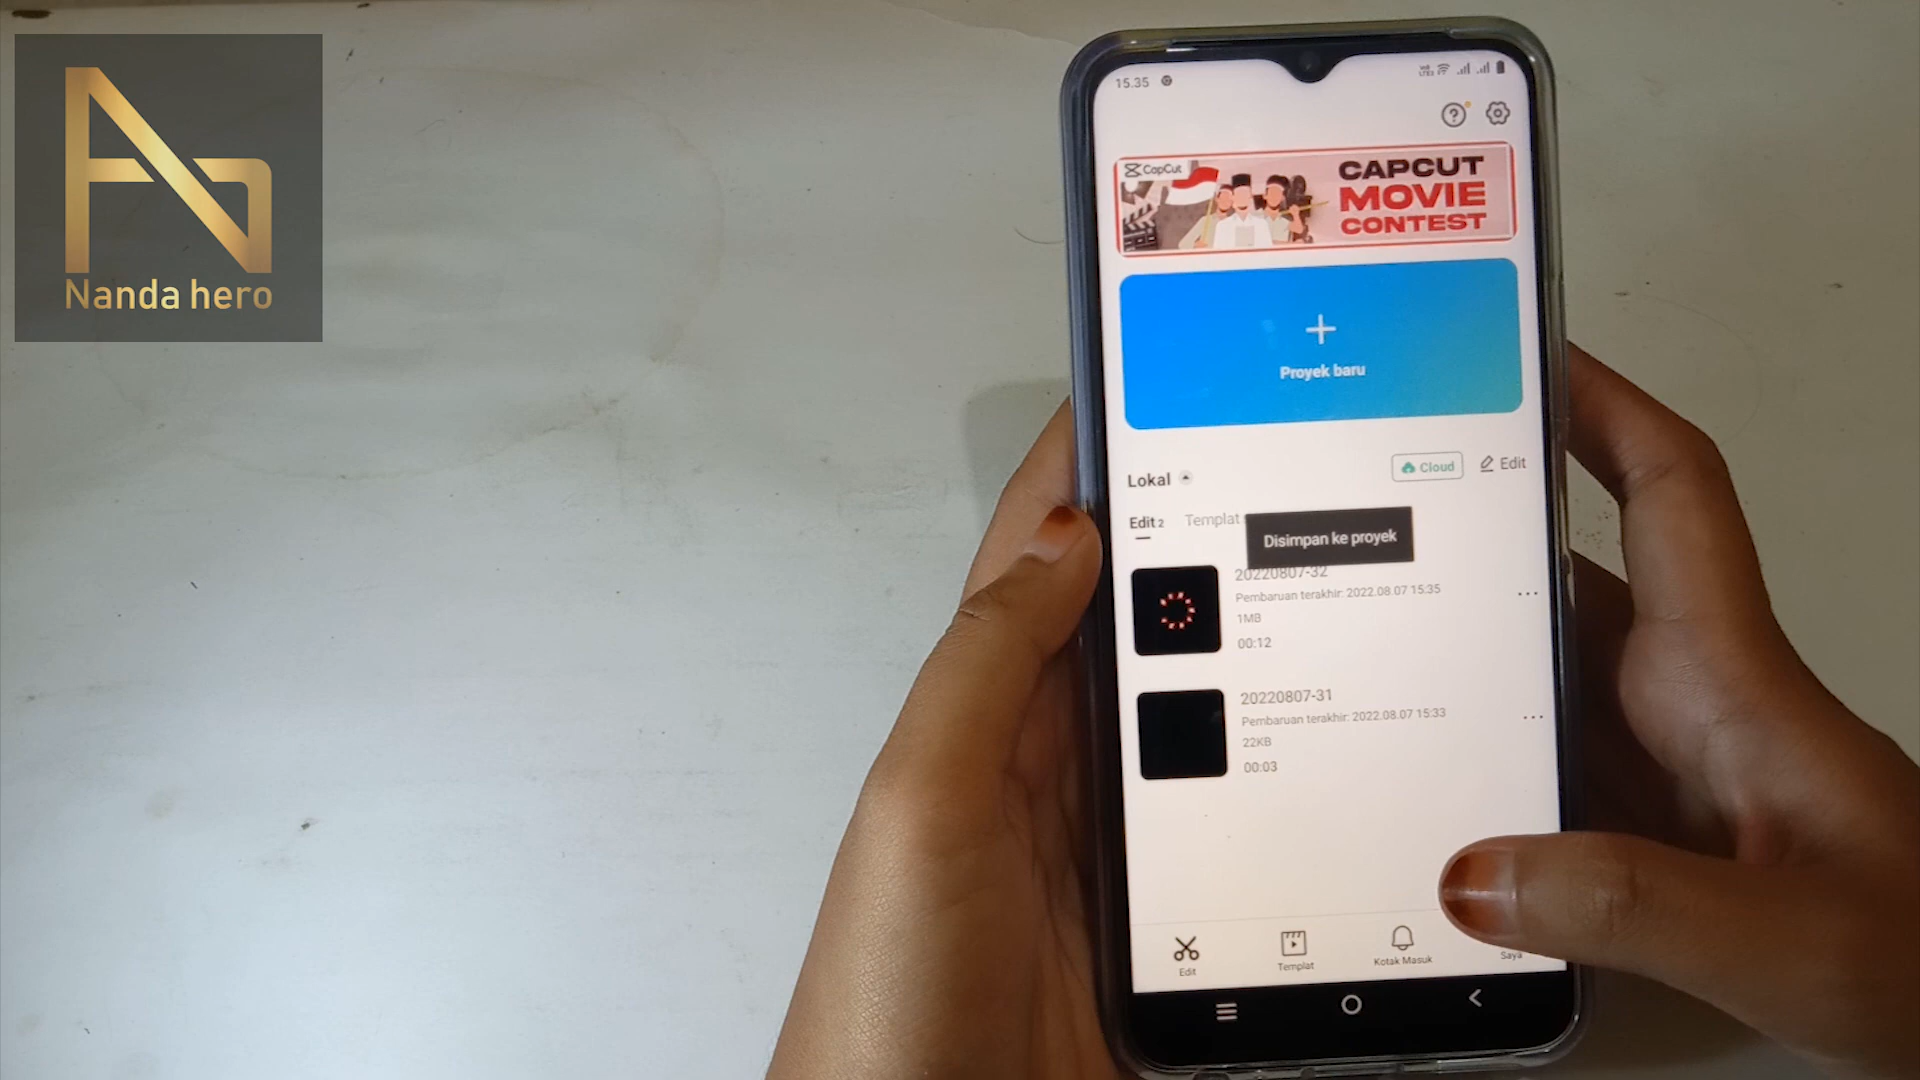 Nanda hero
15.35
CapCut
CAPCUT
MOVIE
CONTEST
Proyek baru
Lokal
Cloud
Edit
Edit 2
Templat
Disimpan ke proyek
20220807-32
Pembaruan terakhir: 2022.08.07 15:35
1MB
00:12
20220807-31
Pembaruan terakhir: 2022.08.07 15:33
22KB
00:03
Edit
Templat
Kotak Masuk
Saya